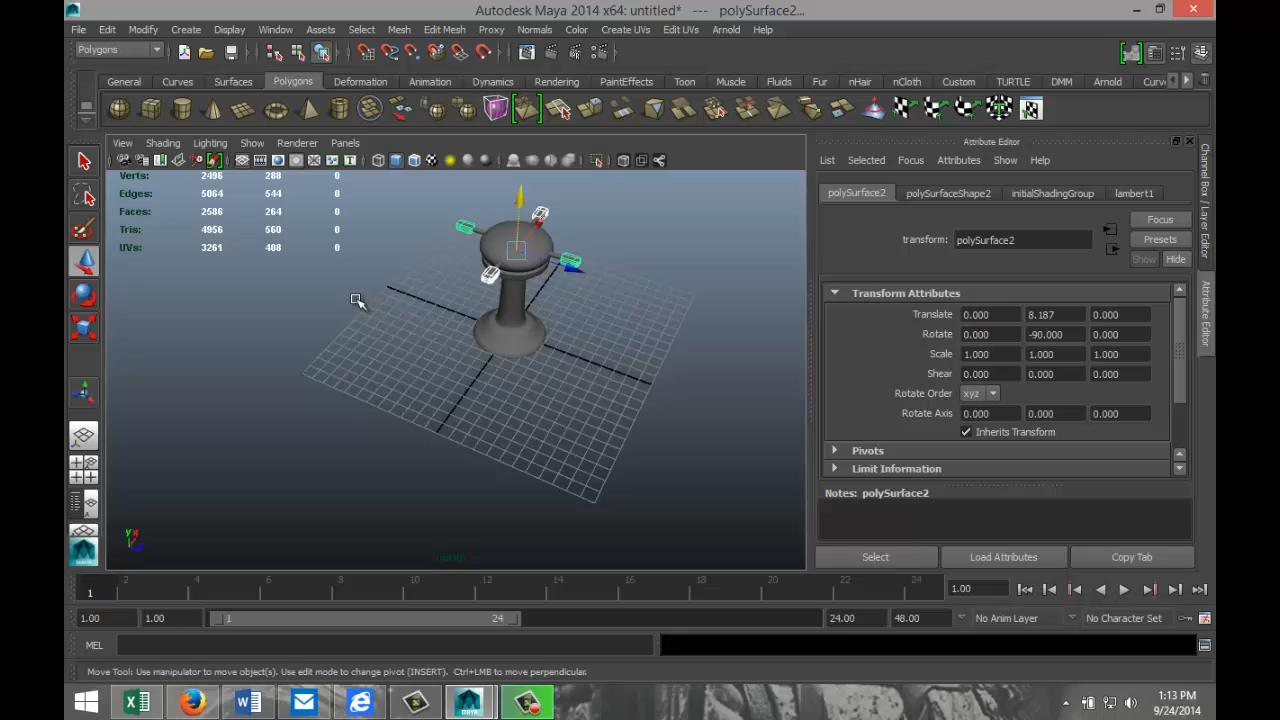 Autodesk Maya 2014 x64: untitled* --- polySurface2...
File Edit Modify Create Display Window Assets Select Mesh Edit Mesh Proxy Normals Color Create UVs Edit UVs Arnold Help
Polygons
General Curves Surfaces Polygons Deformation Animation Dynamics Rendering PaintEffects Toon Muscle Fluids Fur nHair nCloth Custom TURTLE DMM Arnold Curv
View Shading Lighting Show Renderer Panels
Verts: 2496 288 0
Edges: 5064 544 0
Faces: 2586 264 0
Tris: 4956 560 0
UVs: 3261 408 0
Attribute Editor
List Selected Focus Attributes Show Help
polySurface2 polySurfaceShape2 initialShadingGroup lambert1
Focus
transform: polySurface2
Presets
Show Hide
Transform Attributes
Translate 0.000 8.187 0.000
Rotate 0.000 -90.000 0.000
Scale 1.000 1.000 1.000
Shear 0.000 0.000 0.000
Rotate Order xyz
Rotate Axis 0.000 0.000 0.000
Inherits Transform
Pivots
Limit Information
Notes: polySurface2
Select Load Attributes Copy Tab
Channel Box / Layer Editor
Attribute Editor
2 4 6 8 10 12 14 16 18 20 22 24
1 1.00
1.00 1.00 1 24 24.00 48.00 No Anim Layer No Character Set
MEL
Move Tool: Use manipulator to move object(s). Use edit mode to change pivot [INSERT]. Ctrl+LMB to move perpendicular.
1:13 PM
9/24/2014